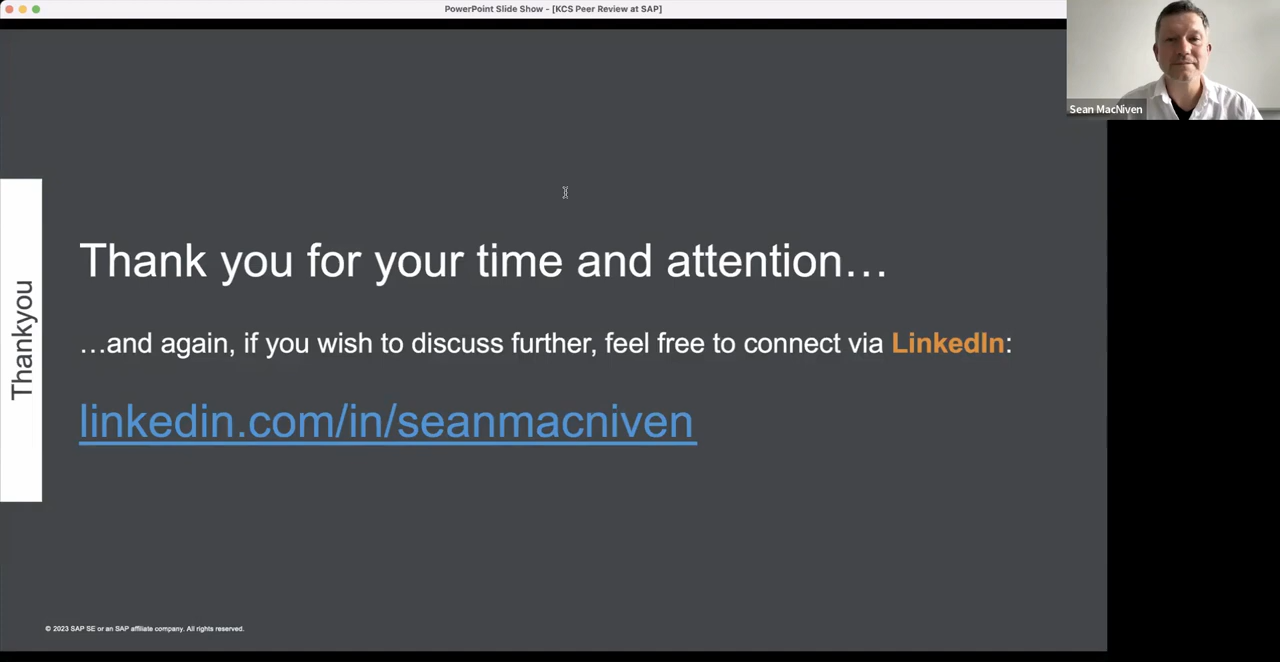 PowerPoint Slide Show - [KCS Peer Review at SAP]
Sean MacNiven
Thankyou
Thank you for your time and attention…
…and again, if you wish to discuss further, feel free to connect via LinkedIn:
linkedin.com/in/seanmacniven
© 2023 SAP SE or an SAP affiliate company. All rights reserved.